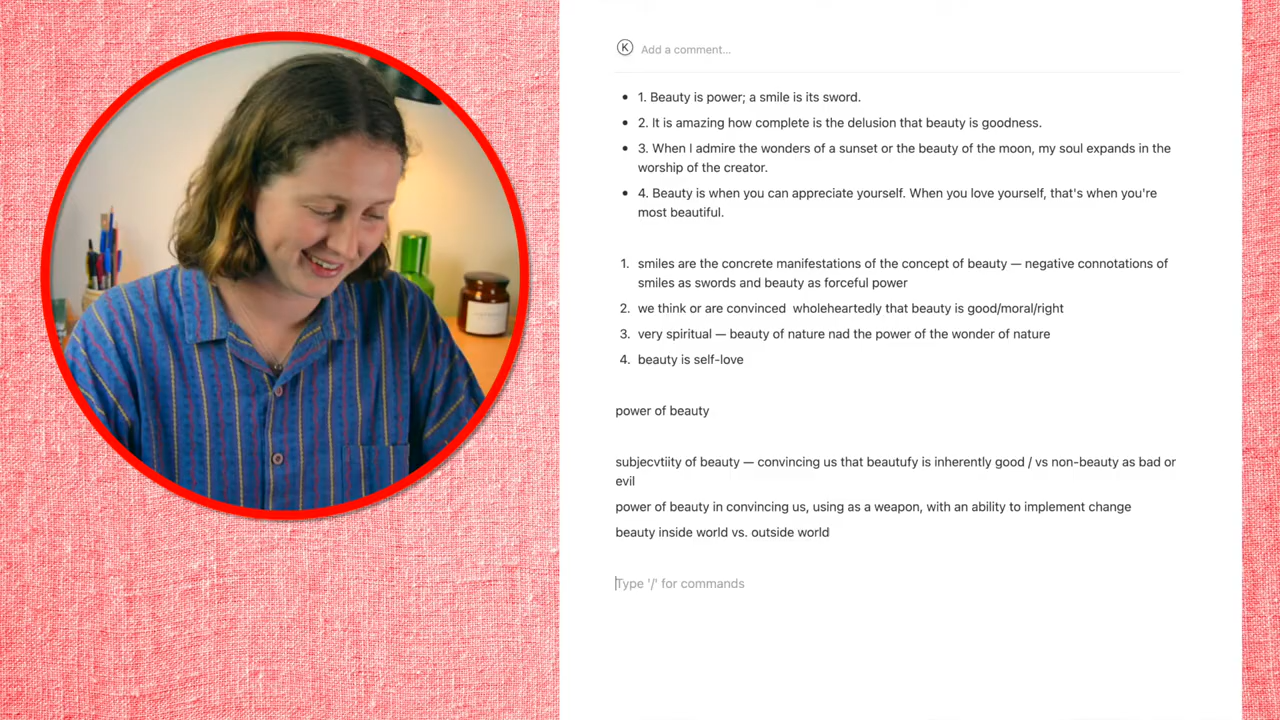 K Add a comment...
• 1. Beauty is power; a smile is its sword.
• 2. It is amazing how complete is the delusion that beauty is goodness.
• 3. When I admire the wonders of a sunset or the beauty of the moon, my soul expands in the
worship of the creator.
• 4. Beauty is when you can appreciate yourself. When you love yourself, that's when you're
most beautiful.
1. smiles are the concrete manifestations of the concept of beauty — negative connotations of
smiles as swords and beauty as forceful power
2. we think or are convinced  wholeheartedly that beauty is good/moral/right
3. very spiritual — beauty of nature nad the power of the wonder of nature
4. beauty is self-love
power of beauty
subjecvtiity of beauty — convincing us that beautufy is inherently good / vs non-beauty as bad or
evil
power of beauty in convincing us, using as a weapon, with an ability to implement change
beauty inside world vs. outside world
Type '/' for commands